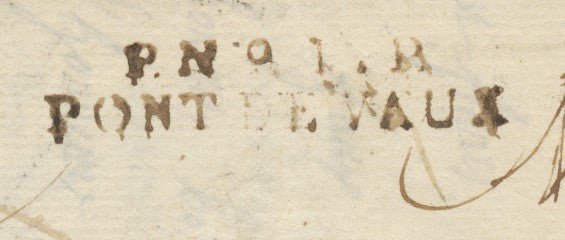 P. N º. 1. R
PONT DE VAUX